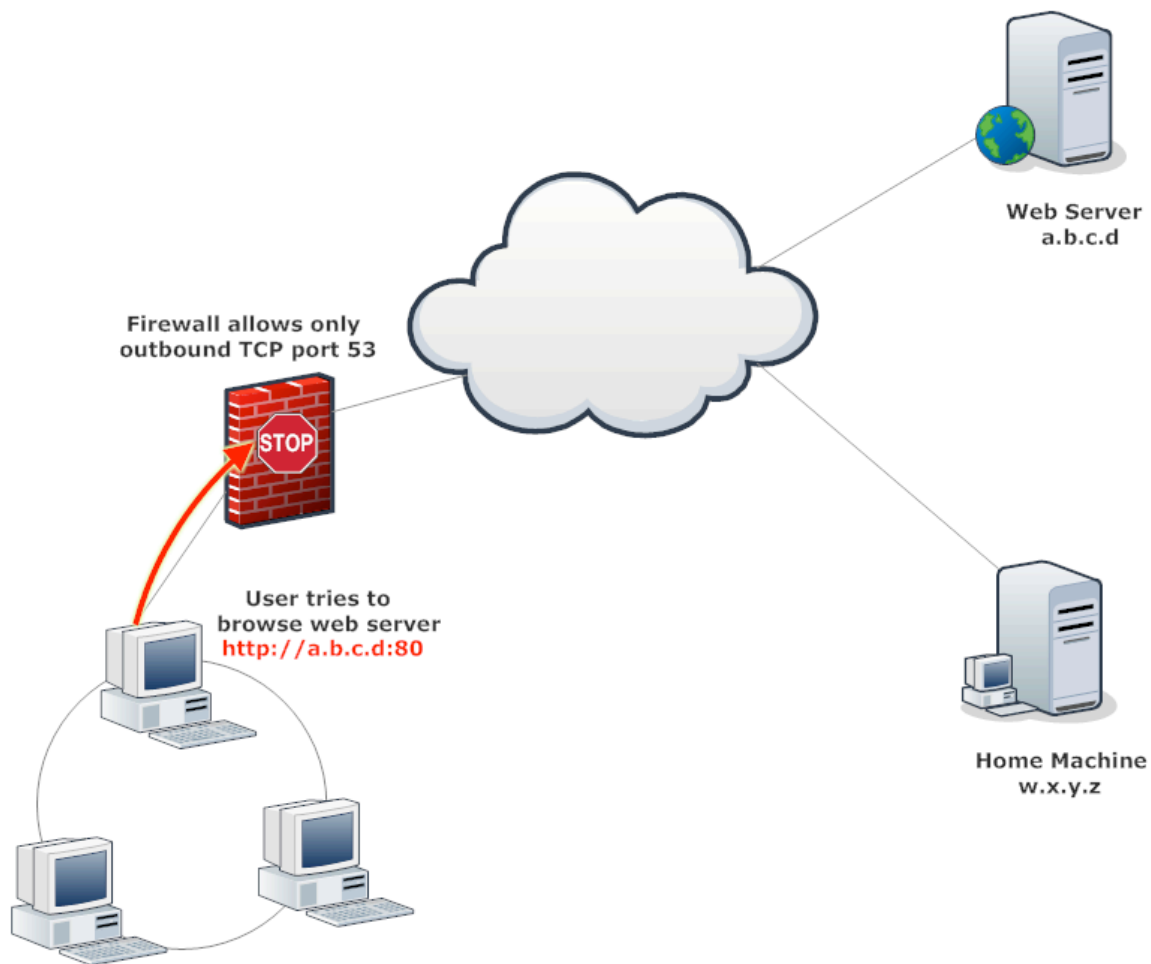 Web Server
a.b.c.d
Firewall allows only
outbound TCP port 53
STOP
User tries to
browse web server
http://a.b.c.d:80
Home Machine
w.x.y.z